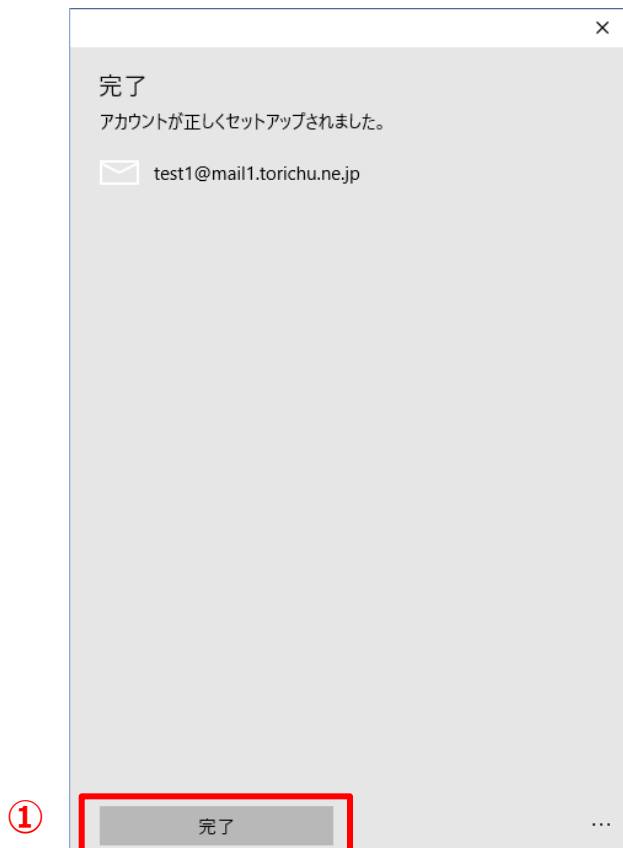 ×
完了
アカウントが正しくセットアップされました。
test1@mail1.torichu.ne.jp
① 完了 …